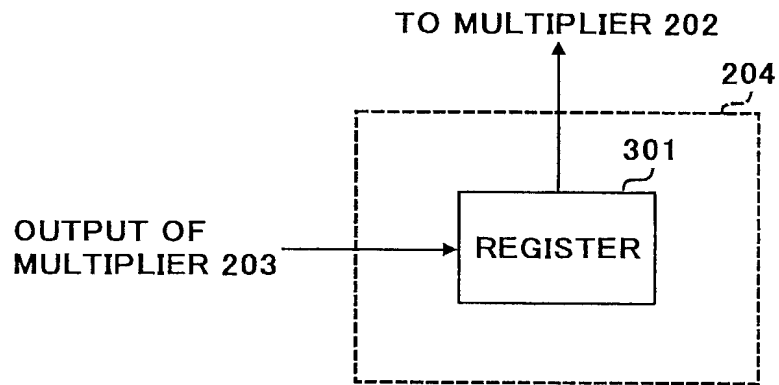 TO MULTIPLIER 202
204
301
REGISTER
OUTPUT OF
MULTIPLIER 203